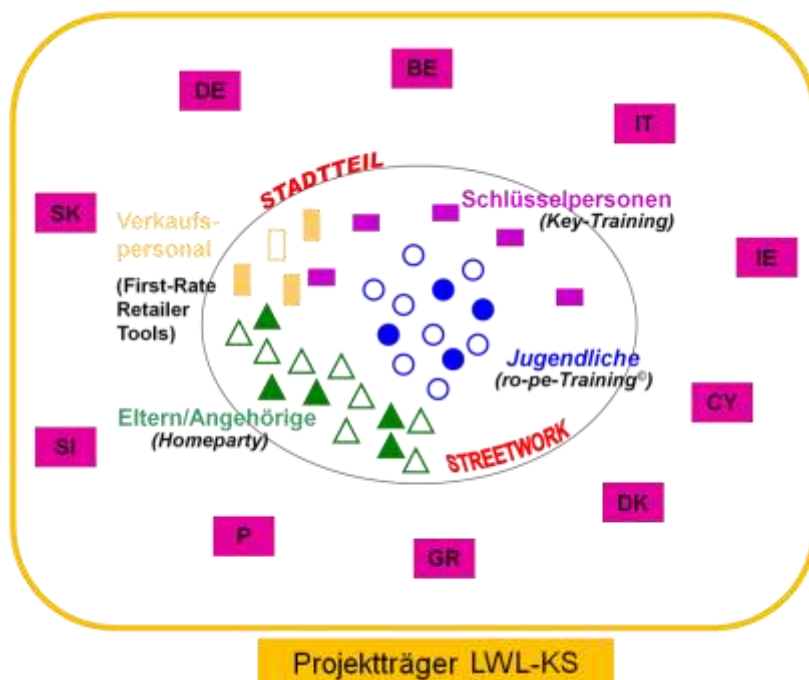 BE
DE
IT
STADTTEIL
SK
Schlüsselpersonen
(Key-Training)
Verkaufs-
personal
IE
(First-Rate
Retailer
Tools)
Jugendliche
(ro-pe-Training©)
CY
Eltern/Angehörige
(Homeparty)
SI
STREETWORK
DK
P
GR
Projektträger LWL-KS